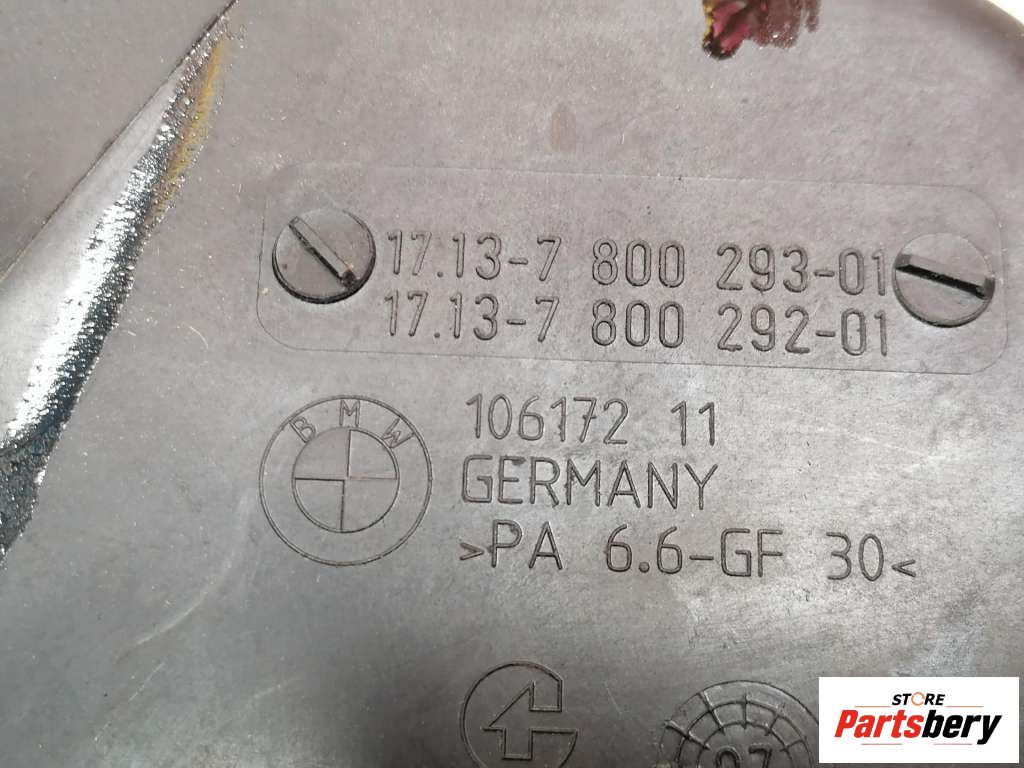 17.13-7 800 293-01
17.13-7 800 292-01
BMW
106172 11
GERMANY
>PA 6.6-GF 30<
07
STORE
Partsbery